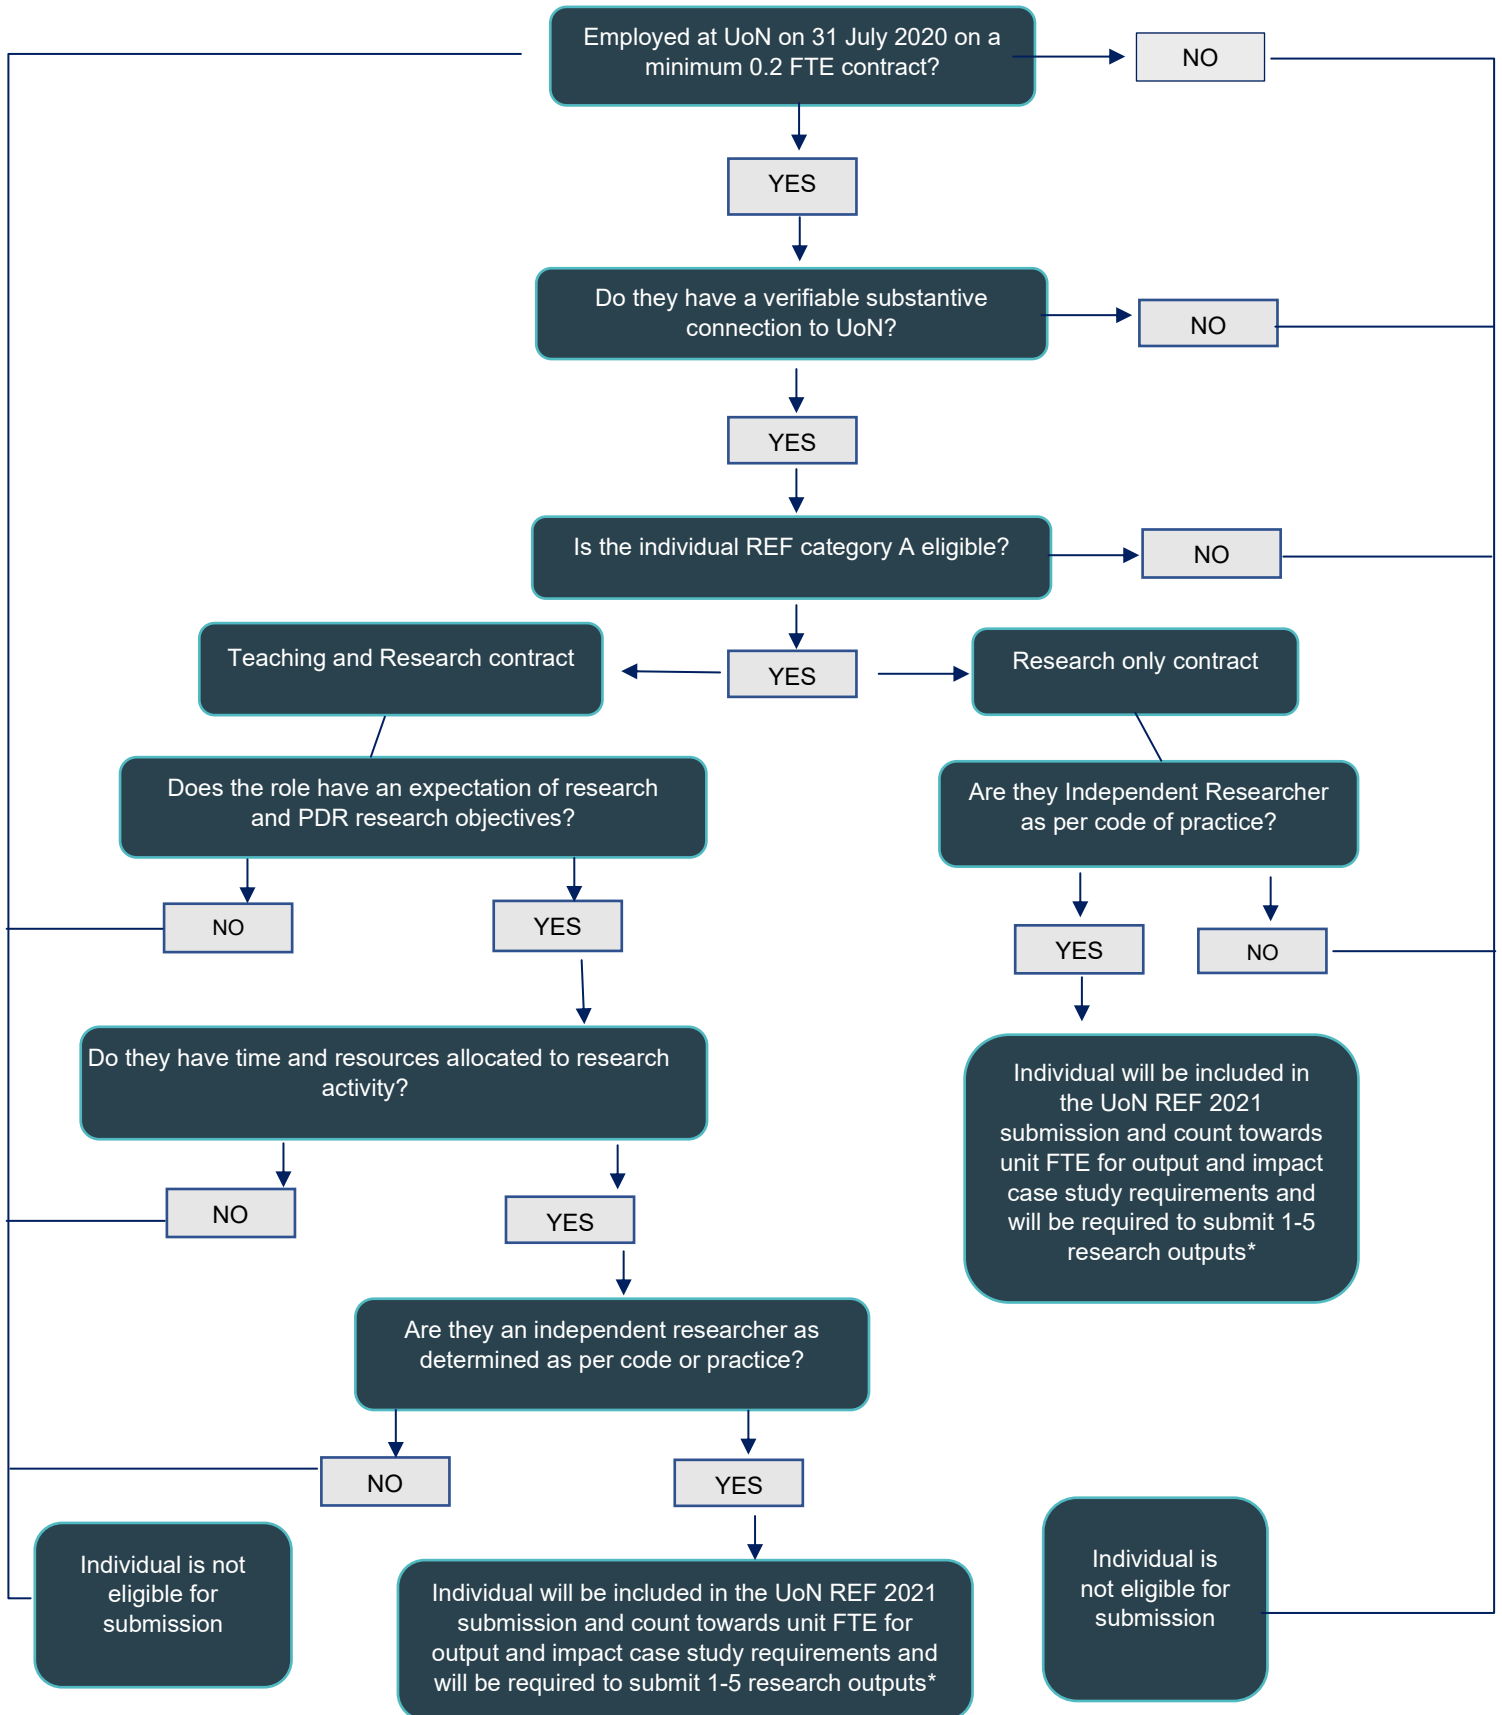 Employed at UoN on 31 July 2020 on a
minimum 0.2 FTE contract?
NO
YES
Do they have a verifiable substantive
connection to UoN?
NO
YES
Is the individual REF category A eligible?
NO
Teaching and Research contract
YES
Research only contract
Does the role have an expectation of research
and PDR research objectives?
Are they Independent Researcher
as per code of practice?
NO
YES
YES
NO
Do they have time and resources allocated to research
activity?
Individual will be included in
the UoN REF 2021
submission and count towards
unit FTE for output and impact
case study requirements and
will be required to submit 1-5
research outputs*
NO
YES
Are they an independent researcher as
determined as per code or practice?
NO
YES
Individual is not
eligible for
submission
Individual will be included in the UoN REF 2021
submission and count towards unit FTE for
output and impact case study requirements and
will be required to submit 1-5 research outputs*
Individual is
not eligible for
submission